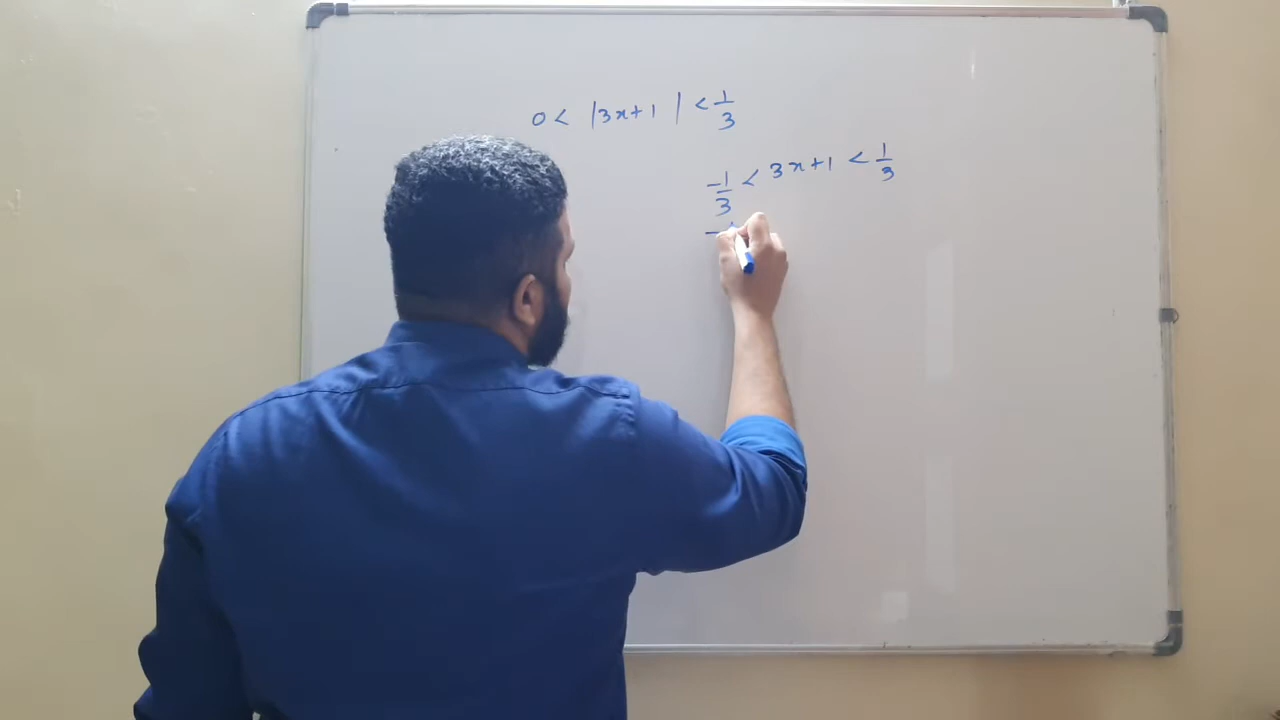 0 < |3x+1| < 1/3
-1/3 < 3x+1 < 1/3